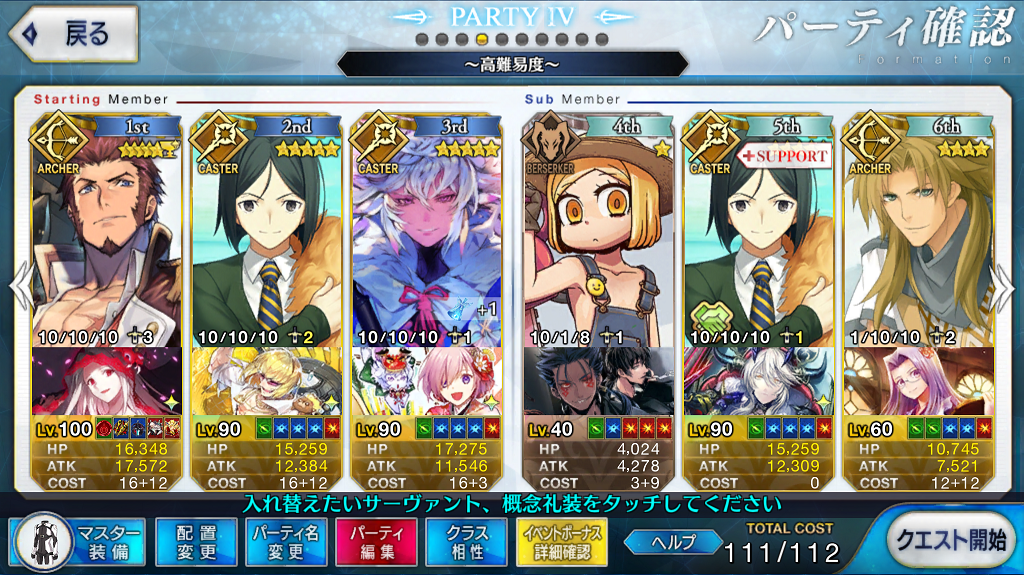 戻る
PARTY IV
～高難易度～
パーティ確認
Formation
Starting Member
Sub Member
1st
2nd
3rd
4th
5th
6th
ARCHER
CASTER
CASTER
BERSERKER
CASTER
ARCHER
+SUPPORT
+1
10/10/10 3
10/10/10 2
10/10/10 1
10/1/8 1
10/10/10 1
1/10/10 2
Lv.100
Lv.90
Lv.90
Lv.40
Lv.90
Lv.60
HP 16,348
HP 15,259
HP 17,275
HP 4,024
HP 15,259
HP 10,745
ATK 17,572
ATK 12,384
ATK 11,546
ATK 4,278
ATK 12,309
ATK 7,521
COST 16+12
COST 16+12
COST 16+3
COST 3+9
COST 0
COST 12+12
入れ替えたいサーヴァント、概念礼装をタッチしてください
マスター装備
配置変更
パーティ名変更
パーティ編集
クラス相性
イベントボーナス詳細確認
ヘルプ
TOTAL COST
111/112
クエスト開始